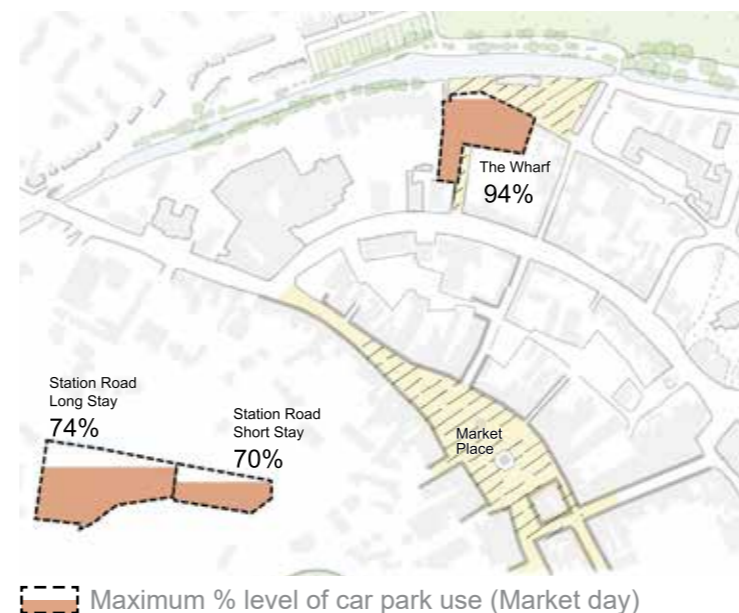 The Wharf
94%
Station Road
Long Stay
74%
Station Road
Short Stay
70%
Market
Place
Maximum % level of car park use (Market day)